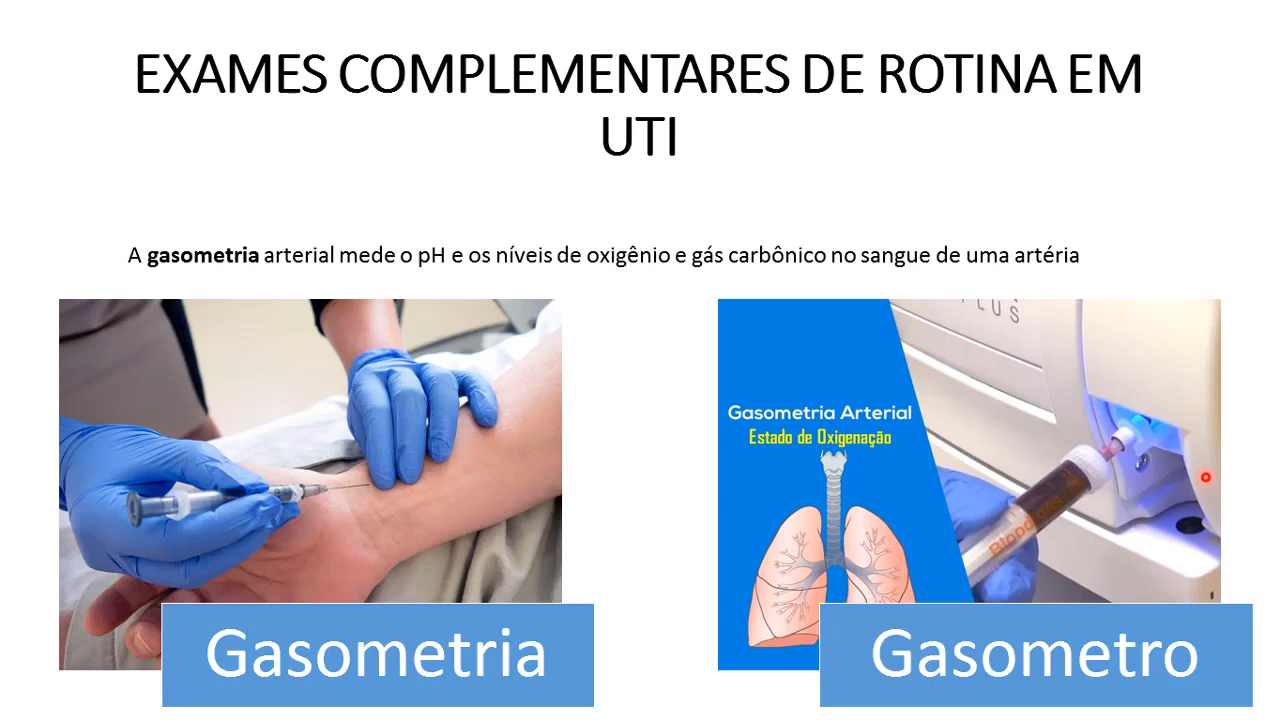 EXAMES COMPLEMENTARES DE ROTINA EM
UTI
A gasometria arterial mede o pH e os níveis de oxigênio e gás carbônico no sangue de uma artéria
PLUS
Gasometria Arterial
Estado de Oxigenação
Gasometria
Gasometro